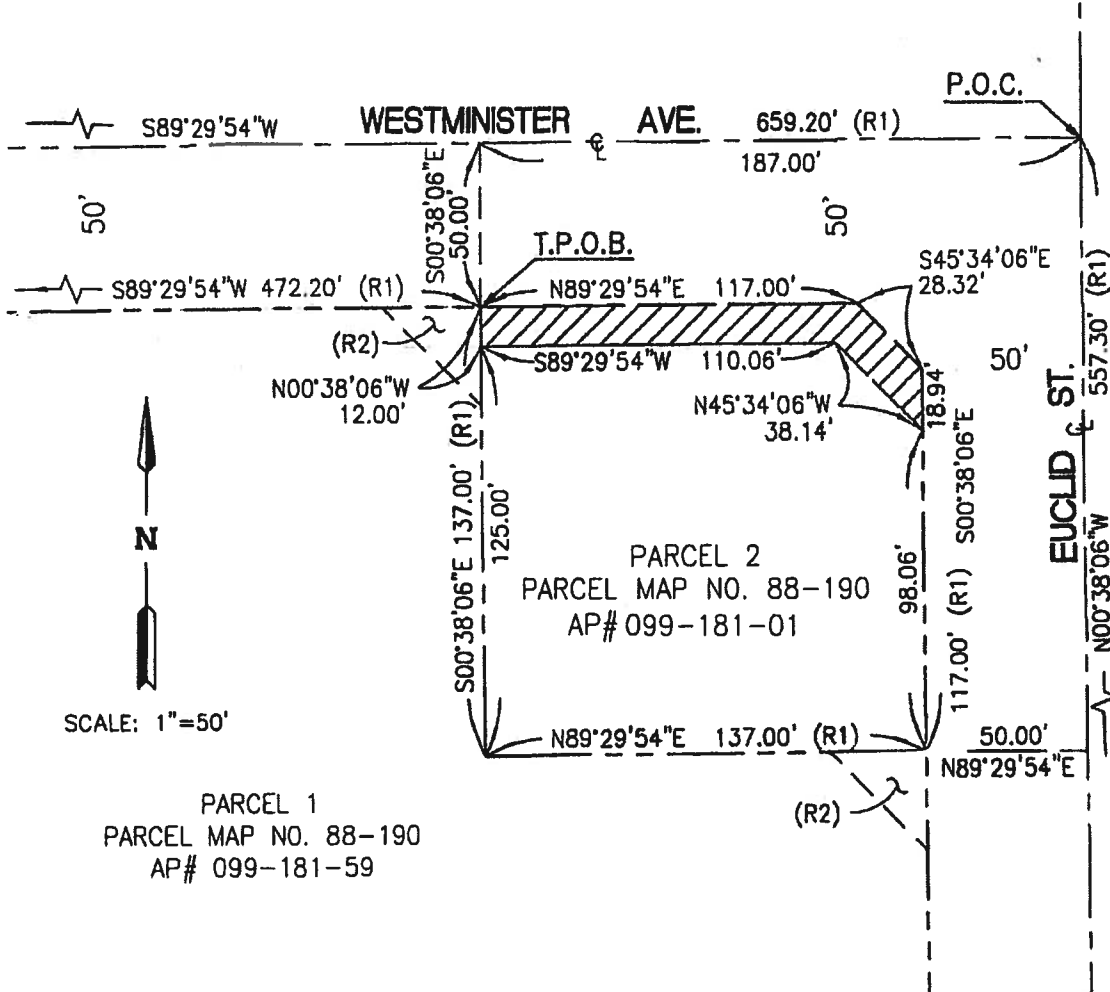 P.O.C.
S89°29'54"W
WESTMINISTER AVE.
659.20' (R1)
℄
187.00'
50'
S00°38'06"E
50.00'
50'
T.P.O.B.
S89°29'54"W 472.20' (R1)
N89°29'54"E 117.00'
S45°34'06"E
28.32'
(R2)
S89°29'54"W 110.06'
50'
N00°38'06"W
12.00'
N45°34'06"W
38.14'
18.94'
S00°38'06"E
557.30' (R1)
EUCLID ℄ ST.
N00°38'06"W
N
S00°38'06"E 137.00' (R1)
125.00'
PARCEL 2
PARCEL MAP NO. 88-190
AP# 099-181-01
98.06'
117.00' (R1)
SCALE: 1"=50'
N89°29'54"E 137.00' (R1)
50.00'
N89°29'54"E
(R2)
PARCEL 1
PARCEL MAP NO. 88-190
AP# 099-181-59